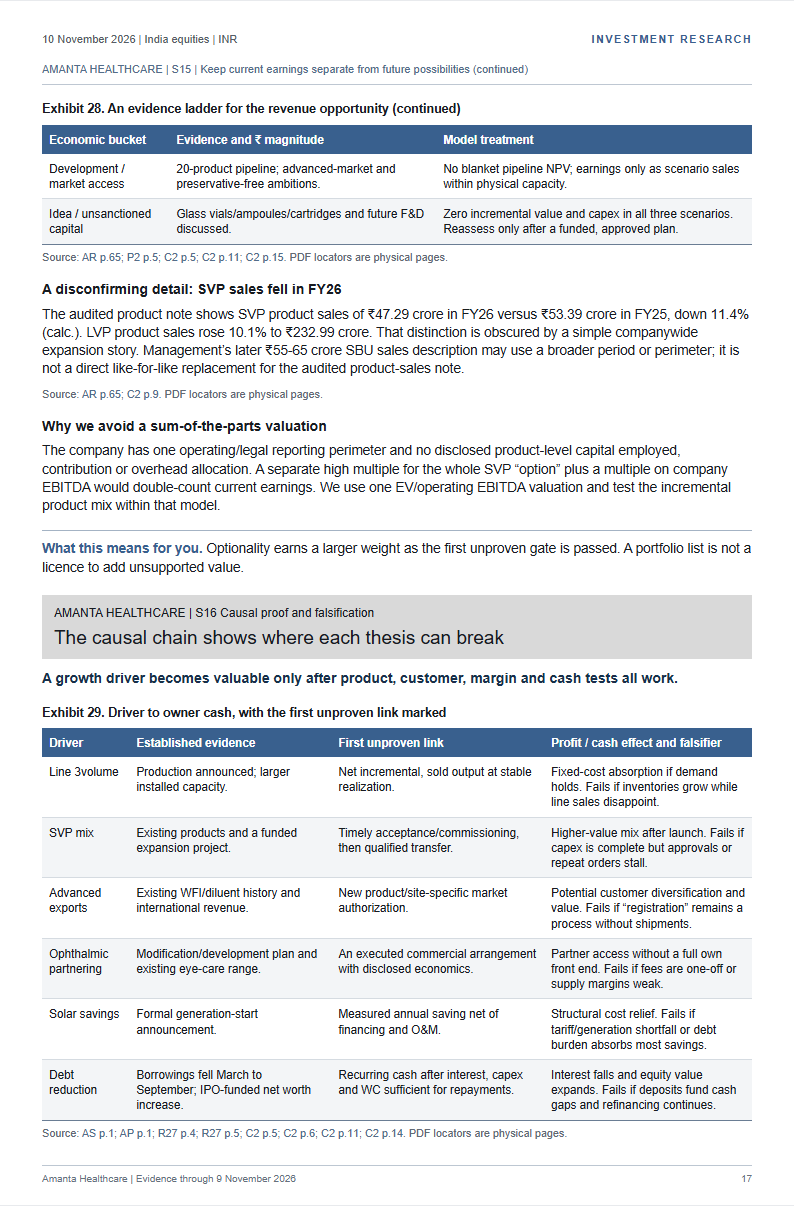 10 November 2026 | India equities | INR
INVESTMENT RESEARCH
AMANTA HEALTHCARE | S15 | Keep current earnings separate from future possibilities (continued)
Exhibit 28. An evidence ladder for the revenue opportunity (continued)
Economic bucket
Evidence and ₹ magnitude
Model treatment
Development /
market access
20-product pipeline; advanced-market and
preservative-free ambitions.
No blanket pipeline NPV; earnings only as scenario sales
within physical capacity.
Idea / unsanctioned
capital
Glass vials/ampoules/cartridges and future F&D
discussed.
Zero incremental value and capex in all three scenarios.
Reassess only after a funded, approved plan.
Source: AR p.65; P2 p.5; C2 p.5; C2 p.11; C2 p.15. PDF locators are physical pages.
A disconfirming detail: SVP sales fell in FY26
The audited product note shows SVP product sales of ₹47.29 crore in FY26 versus ₹53.39 crore in FY25, down 11.4%
(calc.). LVP product sales rose 10.1% to ₹232.99 crore. That distinction is obscured by a simple companywide
expansion story. Management's later ₹55-65 crore SBU sales description may use a broader period or perimeter; it is
not a direct like-for-like replacement for the audited product-sales note.
Source: AR p.65; C2 p.9. PDF locators are physical pages.
Why we avoid a sum-of-the-parts valuation
The company has one operating/legal reporting perimeter and no disclosed product-level capital employed,
contribution or overhead allocation. A separate high multiple for the whole SVP “option” plus a multiple on company
EBITDA would double-count current earnings. We use one EV/operating EBITDA valuation and test the incremental
product mix within that model.
What this means for you. Optionality earns a larger weight as the first unproven gate is passed. A portfolio list is not a
licence to add unsupported value.
AMANTA HEALTHCARE | S16 Causal proof and falsification
The causal chain shows where each thesis can break
A growth driver becomes valuable only after product, customer, margin and cash tests all work.
Exhibit 29. Driver to owner cash, with the first unproven link marked
Driver
Established evidence
First unproven link
Profit / cash effect and falsifier
Line 3volume
Production announced; larger
installed capacity.
Net incremental, sold output at stable
realization.
Fixed-cost absorption if demand
holds. Fails if inventories grow while
line sales disappoint.
SVP mix
Existing products and a funded
expansion project.
Timely acceptance/commissioning,
then qualified transfer.
Higher-value mix after launch. Fails if
capex is complete but approvals or
repeat orders stall.
Advanced
exports
Existing WFI/diluent history and
international revenue.
New product/site-specific market
authorization.
Potential customer diversification and
value. Fails if “registration” remains a
process without shipments.
Ophthalmic
partnering
Modification/development plan and
existing eye-care range.
An executed commercial arrangement
with disclosed economics.
Partner access without a full own
front end. Fails if fees are one-off or
supply margins weak.
Solar savings
Formal generation-start
announcement.
Measured annual saving net of
financing and O&M.
Structural cost relief. Fails if
tariff/generation shortfall or debt
burden absorbs most savings.
Debt
reduction
Borrowings fell March to
September; IPO-funded net worth
increase.
Recurring cash after interest, capex
and WC sufficient for repayments.
Interest falls and equity value
expands. Fails if deposits fund cash
gaps and refinancing continues.
Source: AS p.1; AP p.1; R27 p.4; R27 p.5; C2 p.5; C2 p.6; C2 p.11; C2 p.14. PDF locators are physical pages.
Amanta Healthcare | Evidence through 9 November 2026
17